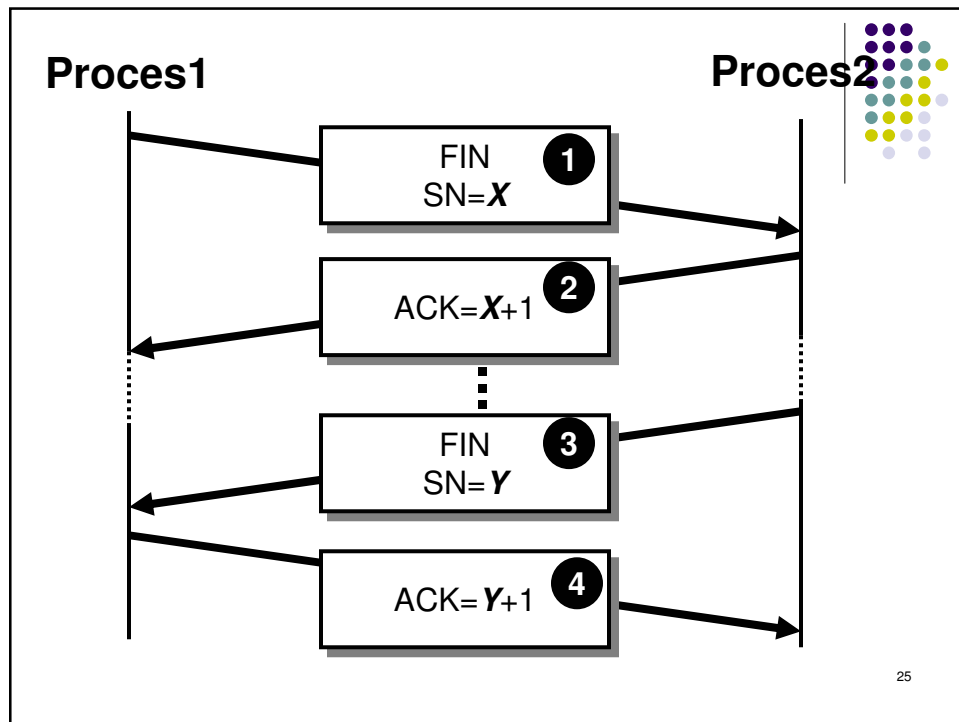 Proces1
Proces2
1
FIN
SN=X
2
ACK=X+1
3
FIN
SN=Y
4
ACK=Y+1
25